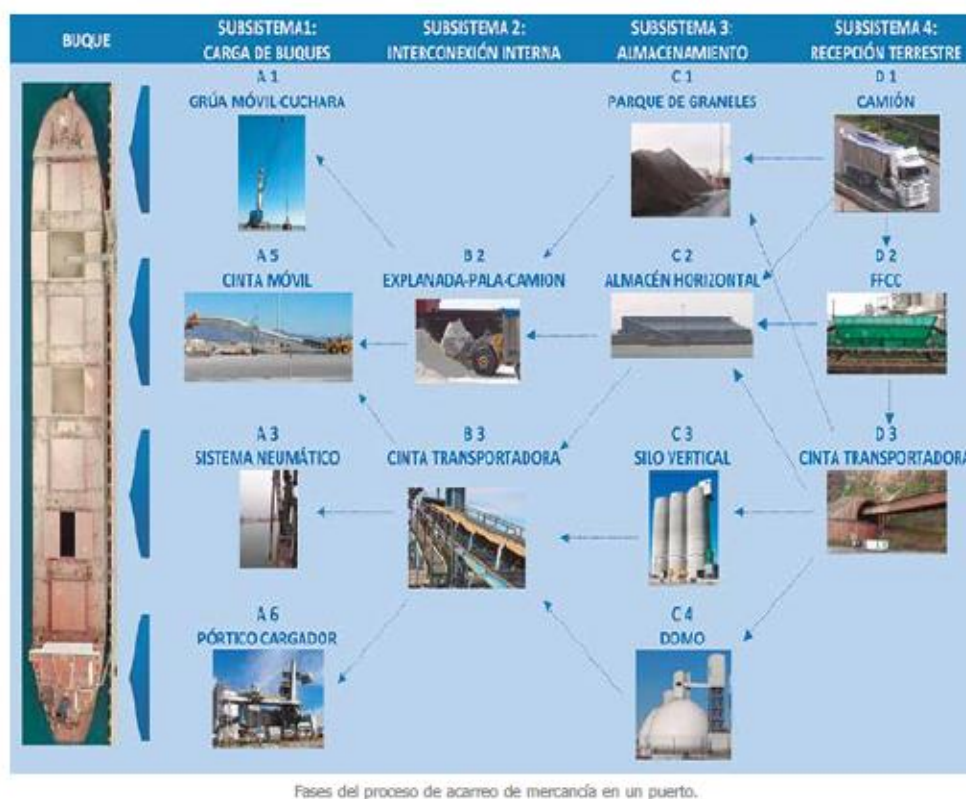 BUQUE
SUBSISTEMA1:
CARGA DE BUQUES
SUBSISTEMA 2:
INTERCONEXIÓN INTERNA
SUBSISTEMA 3:
ALMACENAMIENTO
SUBSISTEMA 4:
RECEPCIÓN TERRESTRE
A 1
GRÚA MÓVIL-CUCHARA
C 1
PARQUE DE GRANELES
D 1
CAMIÓN
A 5
CINTA MÓVIL
B 2
EXPLANADA-PALA-CAMION
C 2
ALMACÉN HORIZONTAL
D 2
FFCC
A 3
SISTEMA NEUMÁTICO
B 3
CINTA TRANSPORTADORA
C 3
SILO VERTICAL
D 3
CINTA TRANSPORTADORA
A 6
PÓRTICO CARGADOR
C 4
DOMO
Fases del proceso de acarreo de mercancía en un puerto.